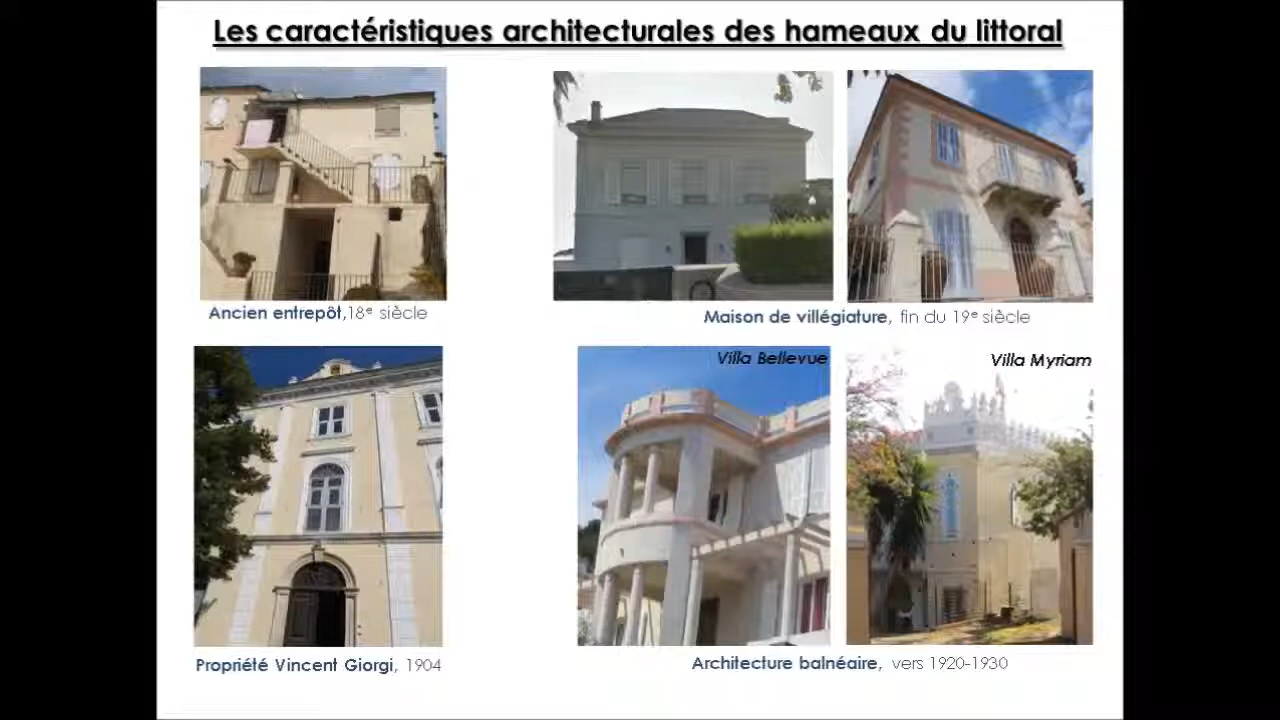 Les caractéristiques architecturales des hameaux du littoral
Ancien entrepôt,18e siècle
Maison de villégiature, fin du 19e siècle
Villa Bellevue
Villa Myriam
Propriété Vincent Giorgi, 1904
Architecture balnéaire, vers 1920-1930